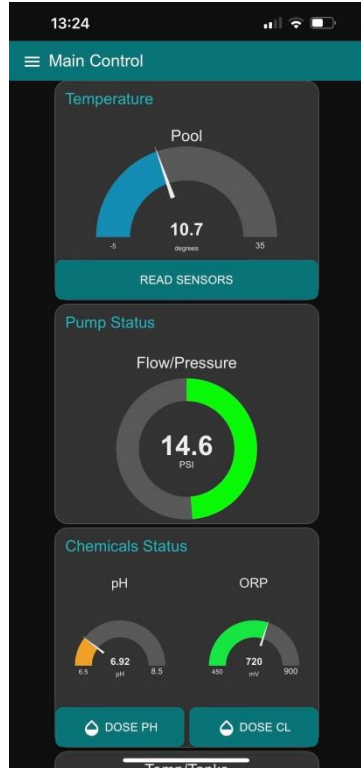 13:24
Main Control
Temperature
Pool
10.7
-5 degrees 35
READ SENSORS
Pump Status
Flow/Pressure
14.6
PSI
Chemicals Status
pH ORP
6.92 720
6.5 pH 8.5 450 mV 900
DOSE PH DOSE CL
Temp/Tanks